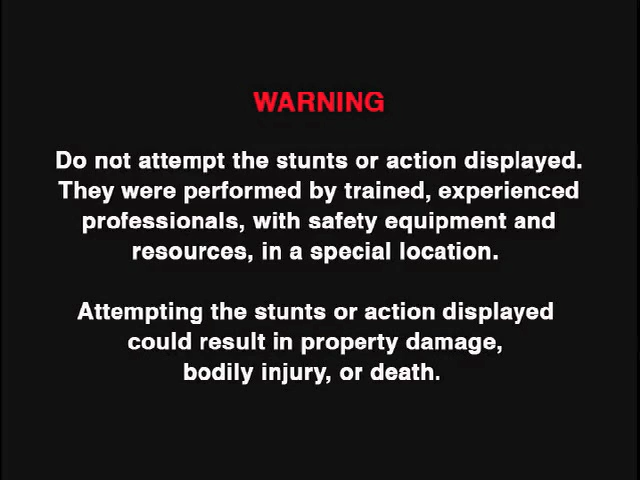 WARNING
Do not attempt the stunts or action displayed.
They were performed by trained, experienced
professionals, with safety equipment and
resources, in a special location.
Attempting the stunts or action displayed
could result in property damage,
bodily injury, or death.